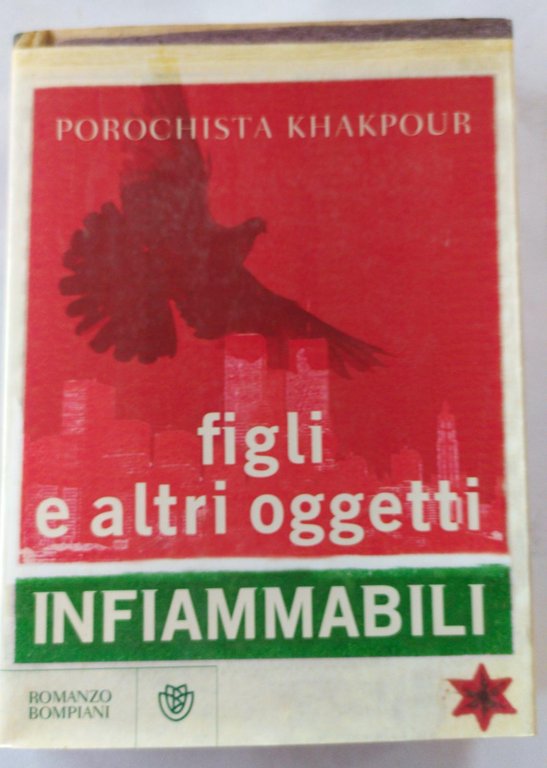 POROCHISTA KHAKPOUR
figli
e altri oggetti
INFIAMMABILI
ROMANZO
BOMPIANI